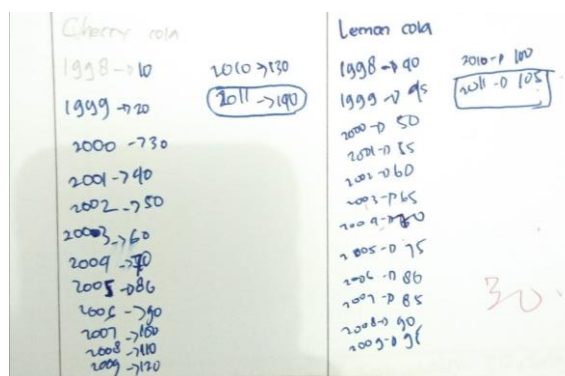 Cherry cola
1998 → 10
1999 → 20
2000 → 30
2001 → 40
2002 → 50
2003 → 60
2004 → 70
2005 → 80
2006 → 90
2007 → 100
2008 → 110
2009 → 120
2010 → 130
2011 → 140
Lemon cola
1998 → 40
1999 → 45
2000 → 50
2001 → 55
2002 → 60
2003 → 65
2004 → 70
2005 → 75
2006 → 80
2007 → 85
2008 → 90
2009 → 95
2010 → 100
2011 → 105
30.